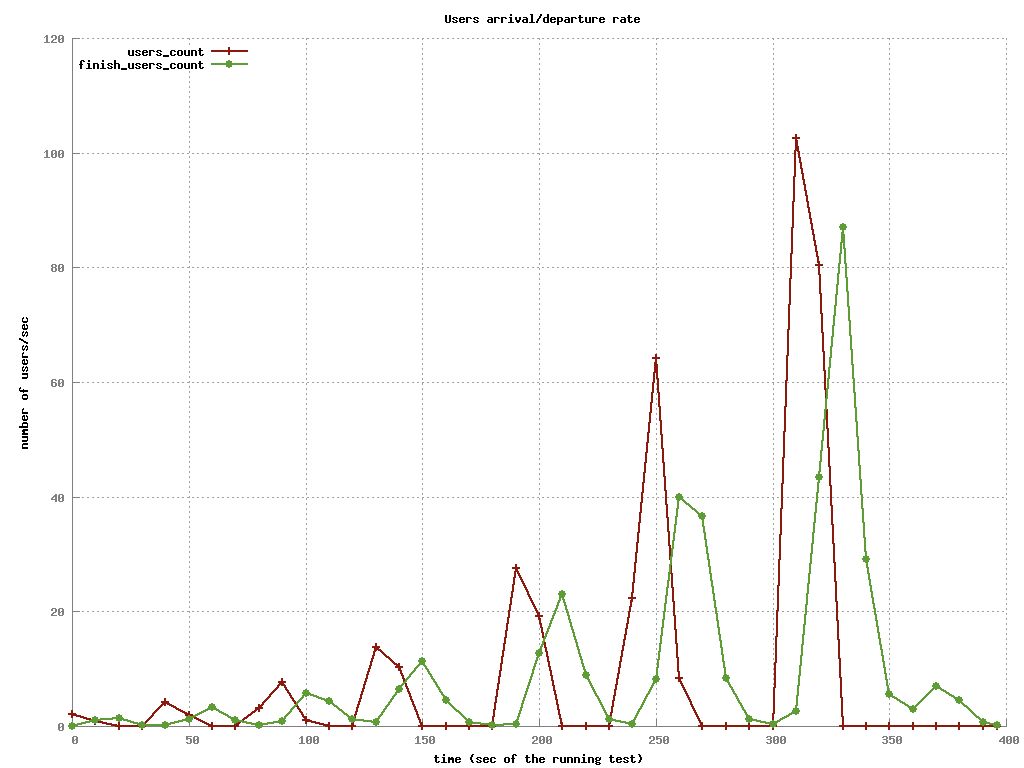 Users arrival/departure rate
120
users_count
finish_users_count
100
80
60
40
20
0
number of users/sec
0 50 100 150 200 250 300 350 400
time (sec of the running test)